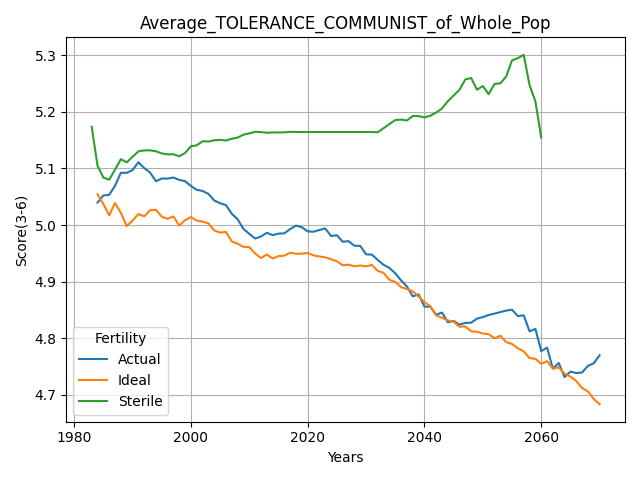 Average_TOLERANCE_COMMUNIST_of_Whole_Pop
Score(3-6)
5.3
5.2
5.1
5.0
4.9
4.8
4.7
Fertility
Actual
Ideal
Sterile
1980
2000
2020
2040
2060
Years